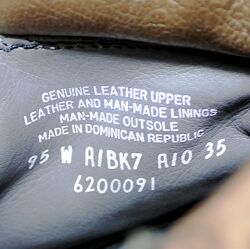 GENUINE LEATHER UPPER
LEATHER AND MAN-MADE LININGS
MAN-MADE OUTSOLE
MADE IN DOMINICAN REPUBLIC
95 W A1BK7 A10 35
6200091